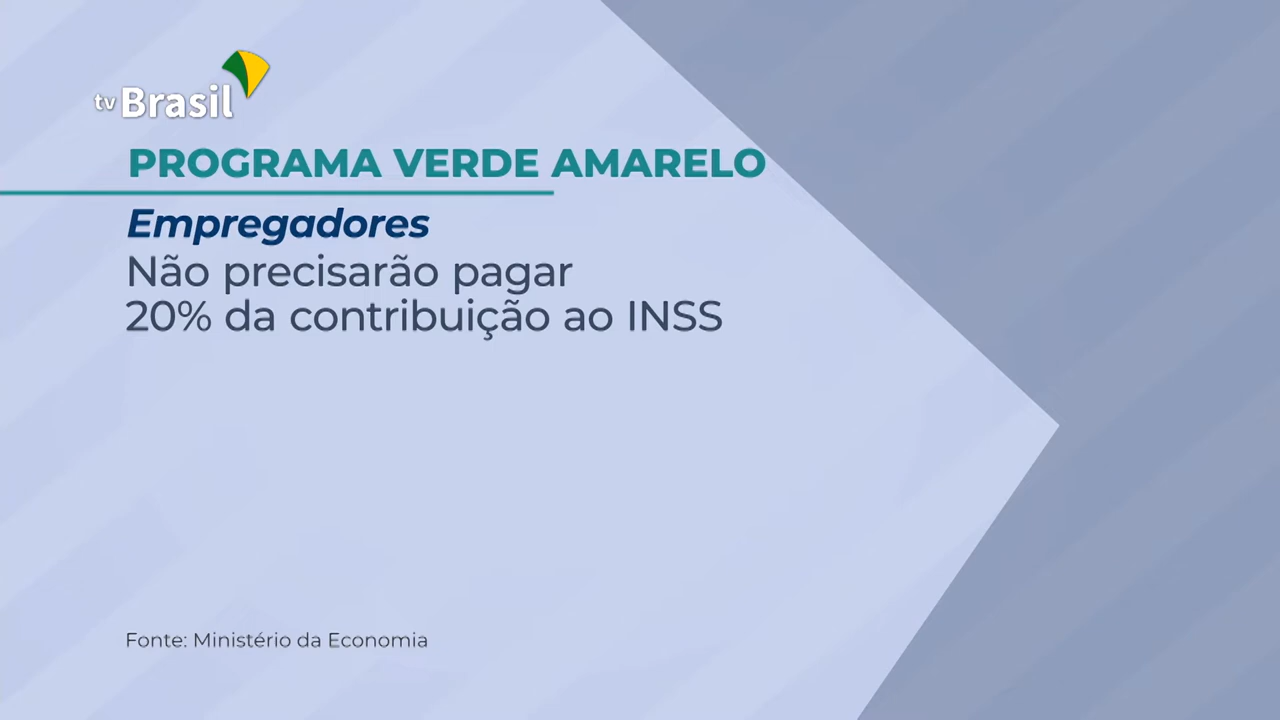 tv Brasil
PROGRAMA VERDE AMARELO
Empregadores
Não precisarão pagar
20% da contribuição ao INSS
Fonte: Ministério da Economia